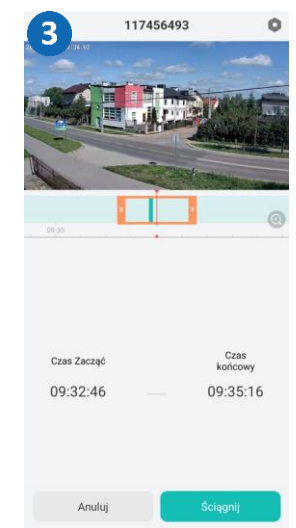 3
117456493
09:30
Czas Zacząć
Czas
końcowy
09:32:46
09:35:16
Anuluj
Ściągnij